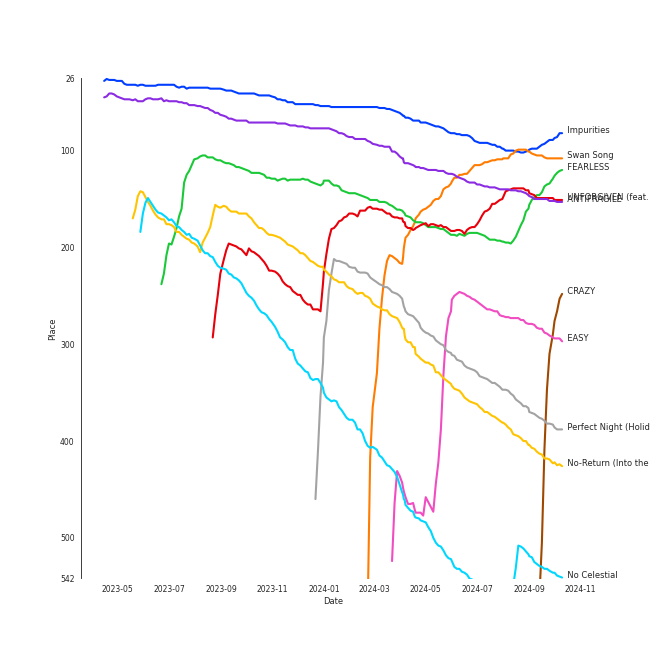 26
100
200
300
400
500
542
Place
Impurities
Swan Song
FEARLESS
UNFORGIVEN (feat.
CRAZY
EASY
Perfect Night (Holid
No-Return (Into the
No Celestial
2023-05
2023-07
2023-09
2023-11
2024-01
2024-03
2024-05
2024-07
2024-09
2024-11
Date